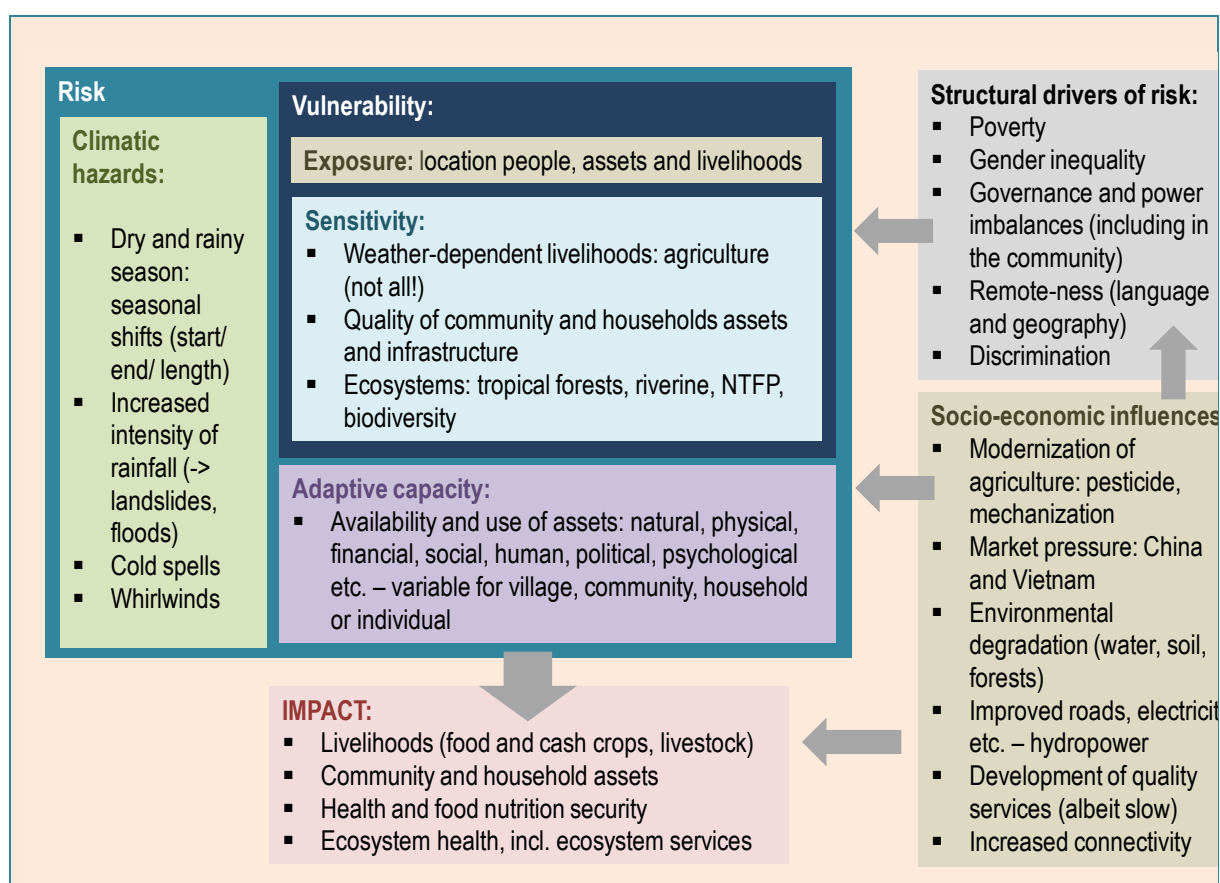 Risk
Climatic
hazards:
▪ Dry and rainy
season:
seasonal
shifts (start/
end/ length)
▪ Increased
intensity of
rainfall (->
landslides,
floods)
▪ Cold spells
▪ Whirlwinds
Vulnerability:
Exposure: location people, assets and livelihoods
Sensitivity:
▪ Weather-dependent livelihoods: agriculture
(not all!)
▪ Quality of community and households assets
and infrastructure
▪ Ecosystems: tropical forests, riverine, NTFP,
biodiversity
Adaptive capacity:
▪ Availability and use of assets: natural, physical,
financial, social, human, political, psychological
etc. – variable for village, community, household
or individual
IMPACT:
▪ Livelihoods (food and cash crops, livestock)
▪ Community and household assets
▪ Health and food nutrition security
▪ Ecosystem health, incl. ecosystem services
Structural drivers of risk:
▪ Poverty
▪ Gender inequality
▪ Governance and power
imbalances (including in
the community)
▪ Remote-ness (language
and geography)
▪ Discrimination
Socio-economic influences
▪ Modernization of
agriculture: pesticide,
mechanization
▪ Market pressure: China
and Vietnam
▪ Environmental
degradation (water, soil,
forests)
▪ Improved roads, electricit
etc. – hydropower
▪ Development of quality
services (albeit slow)
▪ Increased connectivity